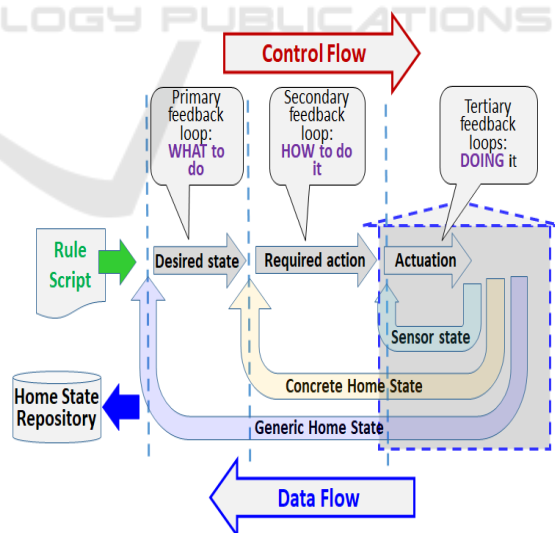 LOGY PUBLICATIONS
Control Flow
Primary
feedback
loop:
WHAT to
do
Secondary
feedback
loop:
HOW to do
it
Tertiary
feedback
loops:
DOING it
Rule
Script
Desired state
Required action
Actuation
Sensor state
Concrete Home State
Home State
Repository
Generic Home State
Data Flow